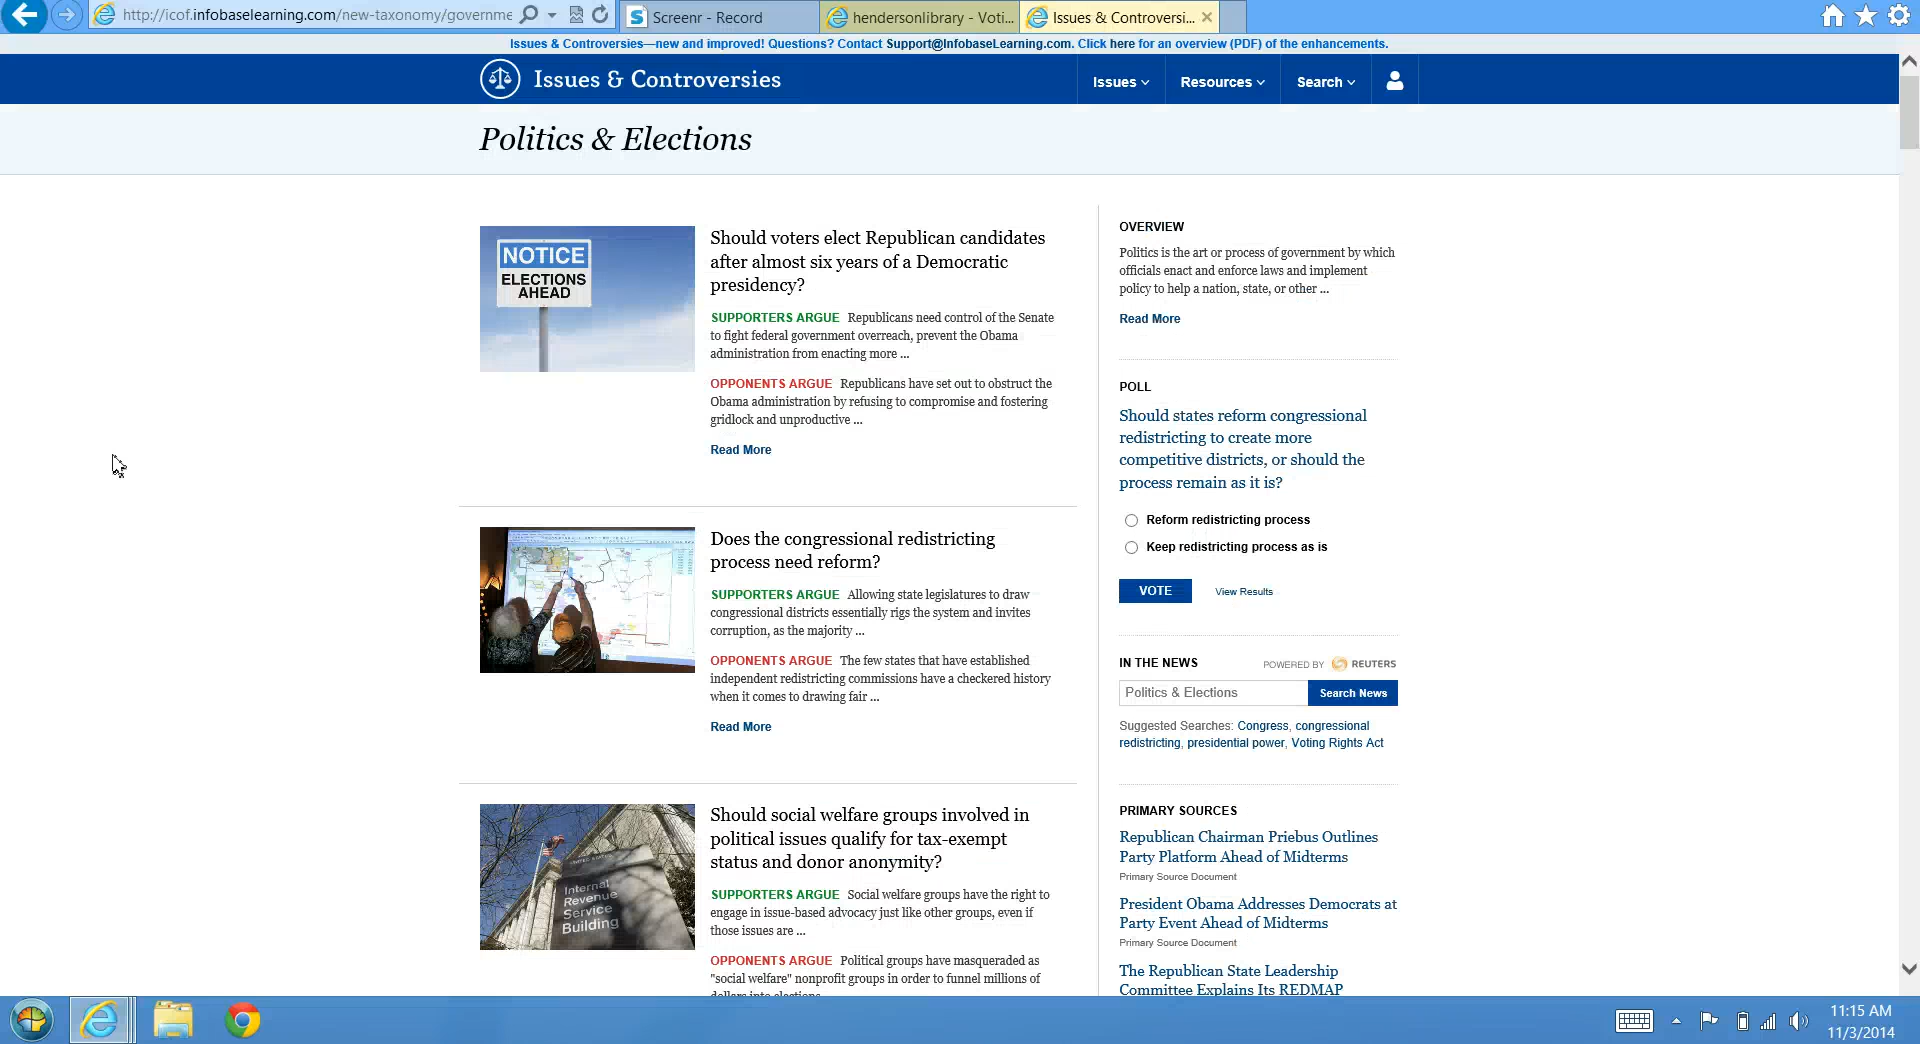 http://icof.infobaselearning.com/new-taxonomy/governme
Screenr - Record
hendersonlibrary - Voti...
Issues & Controversi...
Issues & Controversies—new and improved! Questions? Contact Support@InfobaseLearning.com. Click here for an overview (PDF) of the enhancements.
Issues & Controversies
Issues
Resources
Search
Politics & Elections
NOTICE
ELECTIONS
AHEAD
Should voters elect Republican candidates
after almost six years of a Democratic
presidency?
SUPPORTERS ARGUE Republicans need control of the Senate
to fight federal government overreach, prevent the Obama
administration from enacting more ...
OPPONENTS ARGUE Republicans have set out to obstruct the
Obama administration by refusing to compromise and fostering
gridlock and unproductive ...
Read More
Does the congressional redistricting
process need reform?
SUPPORTERS ARGUE Allowing state legislatures to draw
congressional districts essentially rigs the system and invites
corruption, as the majority ...
OPPONENTS ARGUE The few states that have established
independent redistricting commissions have a checkered history
when it comes to drawing fair ...
Read More
Internal
Revenue
Service
Building
Should social welfare groups involved in
political issues qualify for tax-exempt
status and donor anonymity?
SUPPORTERS ARGUE Social welfare groups have the right to
engage in issue-based advocacy just like other groups, even if
those issues are ...
OPPONENTS ARGUE Political groups have masqueraded as
"social welfare" nonprofit groups in order to funnel millions of
dollars into elections
OVERVIEW
Politics is the art or process of government by which
officials enact and enforce laws and implement
policy to help a nation, state, or other ...
Read More
POLL
Should states reform congressional
redistricting to create more
competitive districts, or should the
process remain as it is?
Reform redistricting process
Keep redistricting process as is
VOTE
View Results
IN THE NEWS
POWERED BY REUTERS
Politics & Elections
Search News
Suggested Searches: Congress, congressional
redistricting, presidential power, Voting Rights Act
PRIMARY SOURCES
Republican Chairman Priebus Outlines
Party Platform Ahead of Midterms
Primary Source Document
President Obama Addresses Democrats at
Party Event Ahead of Midterms
Primary Source Document
The Republican State Leadership
Committee Explains Its REDMAP
11:15 AM
11/3/2014